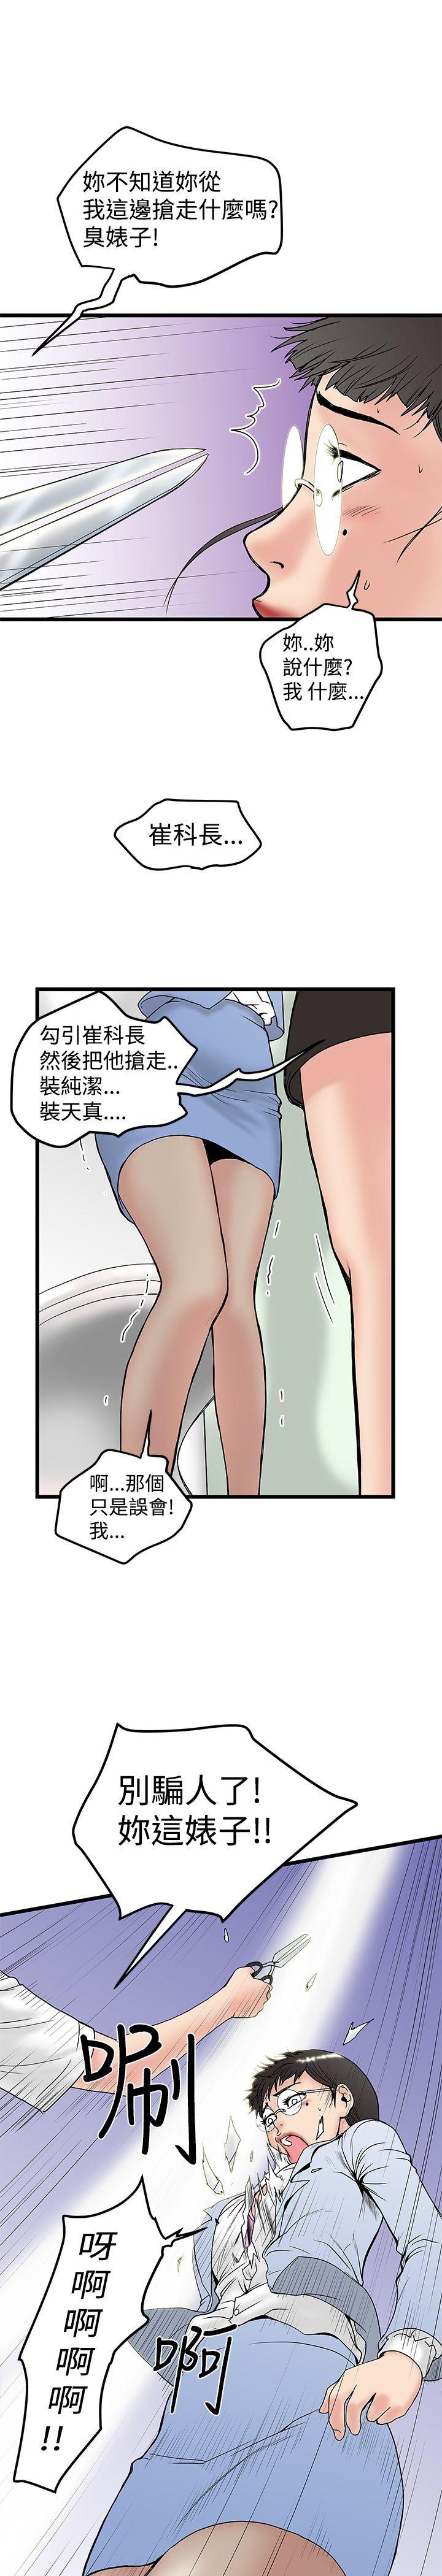 妳不知道妳從
我這邊搶走什麼嗎?
臭婊子!
妳..妳
說什麼?
我 什麼...
崔科長...
勾引崔科長
然後把他搶走..
裝純潔...
裝天真....
啊...那個
只是誤會!
我...
別騙人了!
妳這婊子!!
唰
呀
啊
啊
啊
啊
!!
啊